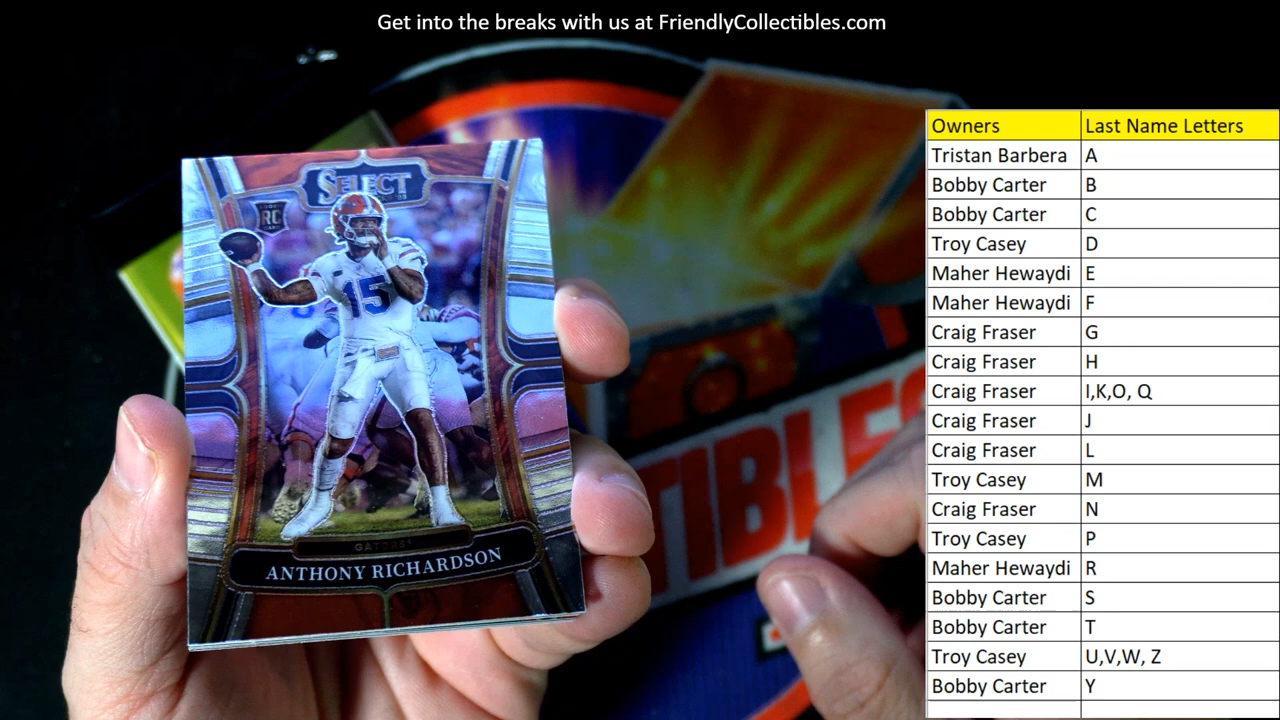 Get into the breaks with us at FriendlyCollectibles.com
SELECT
RC
15
GATORS
ANTHONY RICHARDSON
TIBLES
Owners Last Name Letters
Tristan Barbera A
Bobby Carter B
Bobby Carter C
Troy Casey D
Maher Hewaydi E
Maher Hewaydi F
Craig Fraser G
Craig Fraser H
Craig Fraser I,K,O, Q
Craig Fraser J
Craig Fraser L
Troy Casey M
Craig Fraser N
Troy Casey P
Maher Hewaydi R
Bobby Carter S
Bobby Carter T
Troy Casey U,V,W, Z
Bobby Carter Y